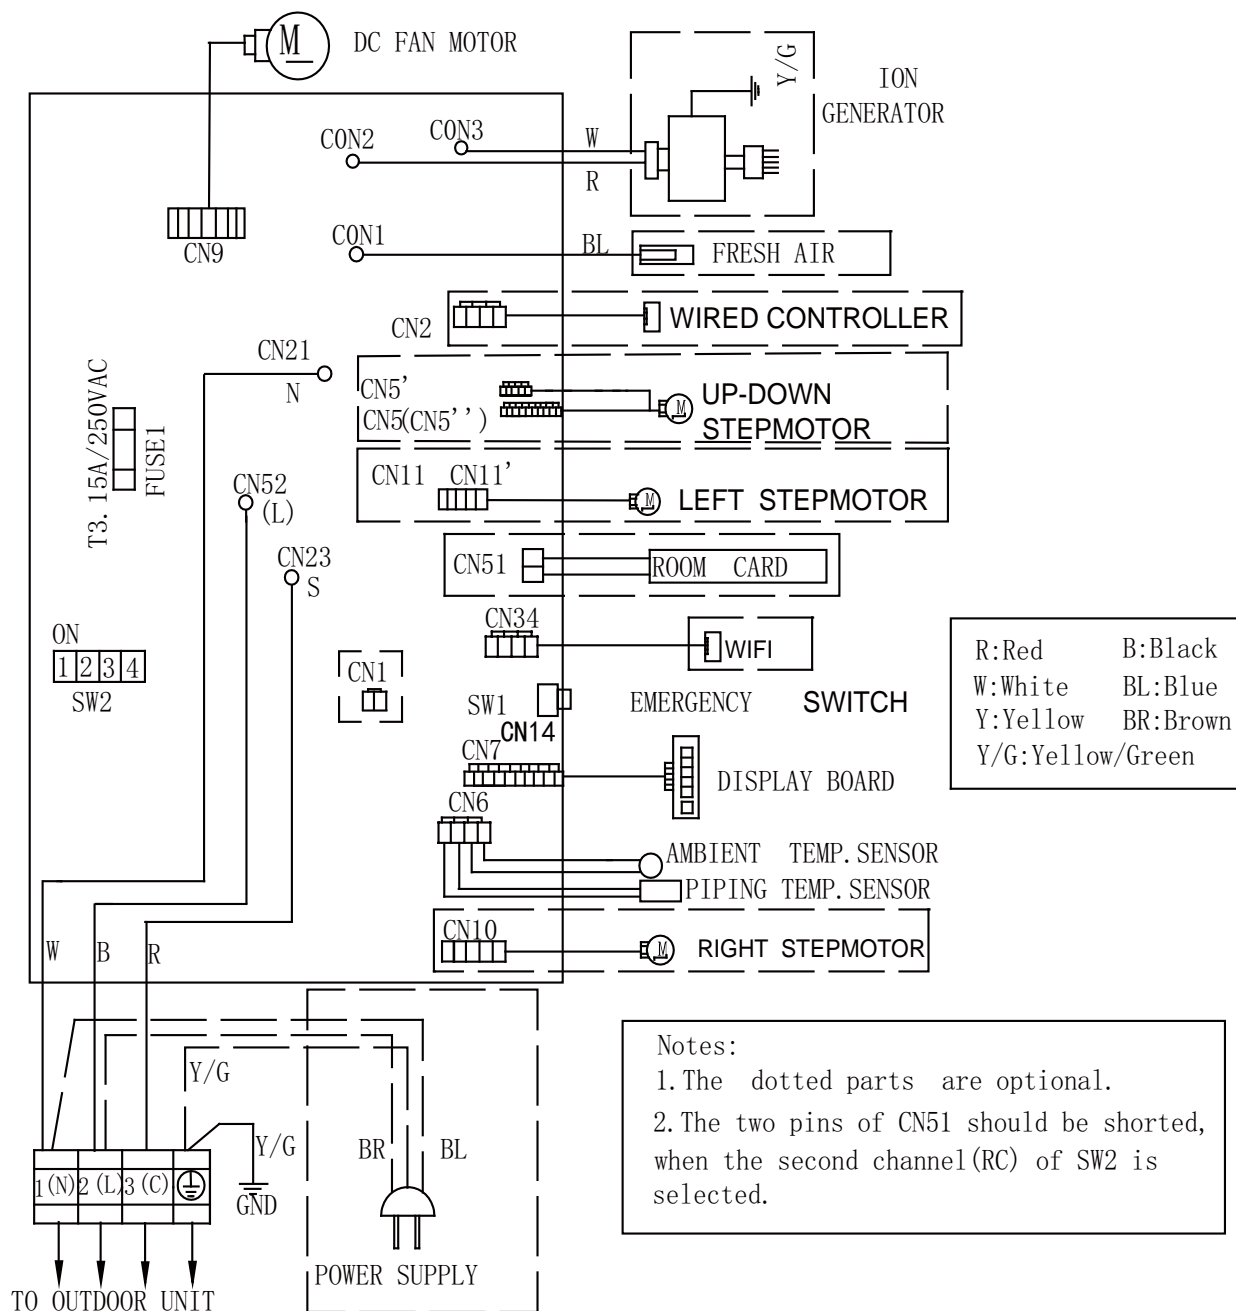 M
DC FAN MOTOR
Y/G
ION
GENERATOR
CON2
CON3
W
R
CN9
CON1
BL
FRESH AIR
CN2
WIRED CONTROLLER
CN21
N
CN5'
CN5(CN5'')
M
UP-DOWN
STEPMOTOR
T3.15A/250VAC
FUSE1
CN11 CN11'
M
LEFT STEPMOTOR
CN52
(L)
CN51
ROOM CARD
CN23
S
CN34
WIFI
ON
1 2 3 4
SW2
CN1
SW1
EMERGENCY SWITCH
CN14
CN7
DISPLAY BOARD
CN6
AMBIENT TEMP.SENSOR
PIPING TEMP.SENSOR
CN10
M
RIGHT STEPMOTOR
R:Red B:Black
W:White BL:Blue
Y:Yellow BR:Brown
Y/G:Yellow/Green
W B R
Y/G
Y/G
BR
BL
1(N) 2(L) 3(C)
GND
POWER SUPPLY
TO OUTDOOR UNIT
Notes:
1.The dotted parts are optional.
2.The two pins of CN51 should be shorted,
when the second channel(RC) of SW2 is
selected.